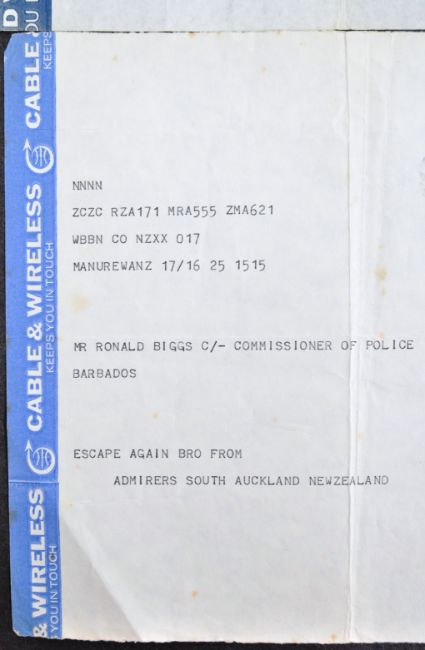 D
OU
CABLE &
KEEPS
CABLE & WIRELESS
KEEPS YOU IN TOUCH
& WIRELESS
YOU IN TOUCH
NNNN
ZCZC RZA171 MRA555 ZMA621
WBBN CO NZXX 017
MANUREWANZ 17/16 25 1515
MR RONALD BIGGS C/- COMMISSIONER OF POLICE
BARBADOS
ESCAPE AGAIN BRO FROM
ADMIRERS SOUTH AUCKLAND NEWZEALAND